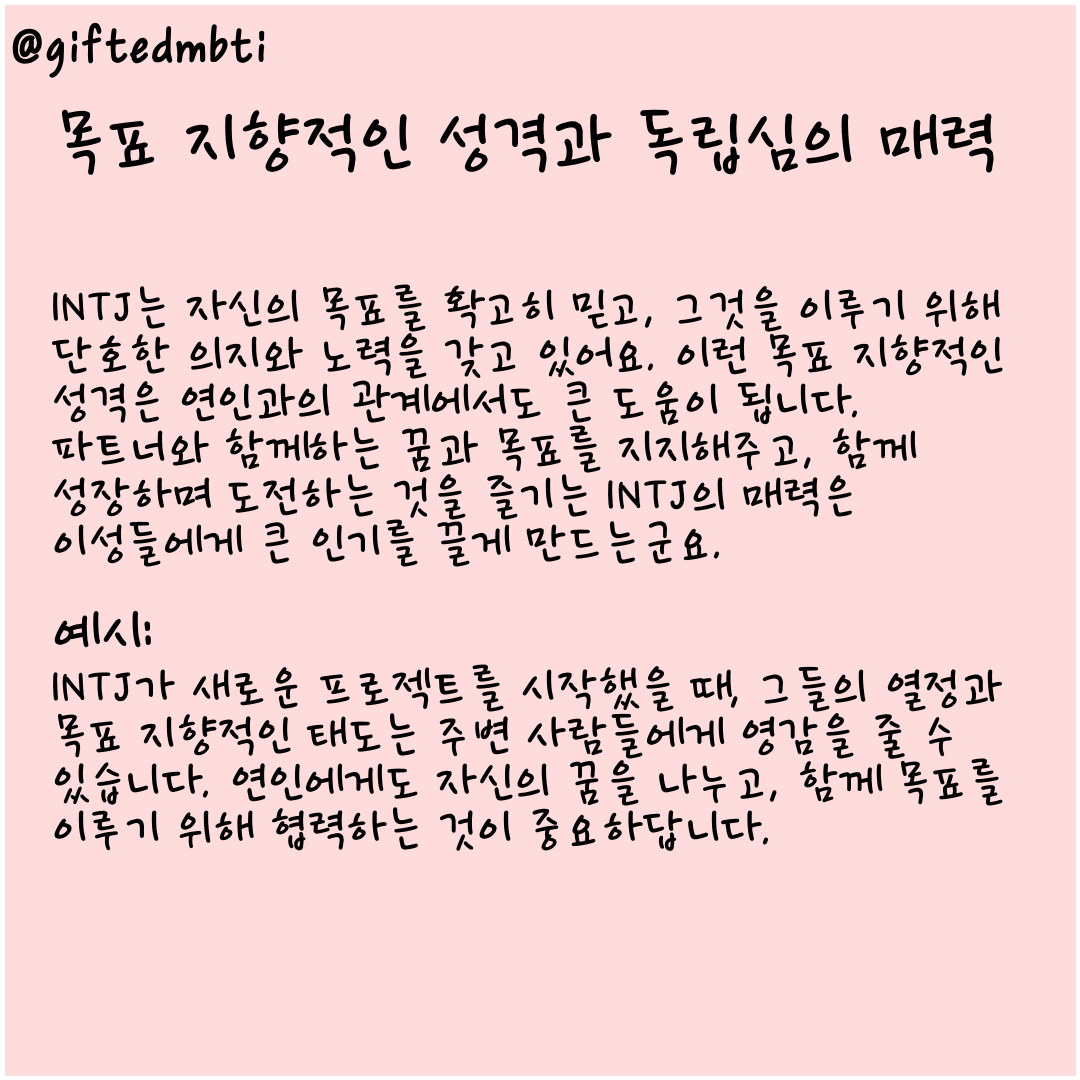 @giftedmbti
목표 지향적인 성격과 독립심의 매력
INTJ는 자신의 목표를 확고히 믿고, 그것을 이루기 위해
단호한 의지와 노력을 갖고 있어요. 이런 목표 지향적인
성격은 연인과의 관계에서도 큰 도움이 됩니다.
파트너와 함께하는 꿈과 목표를 지지해주고, 함께
성장하며 도전하는 것을 즐기는 INTJ의 매력은
이성들에게 큰 인기를 끌게 만드는군요.
예시:
INTJ가 새로운 프로젝트를 시작했을 때, 그들의 열정과
목표 지향적인 태도는 주변 사람들에게 영감을 줄 수
있습니다. 연인에게도 자신의 꿈을 나누고, 함께 목표를
이루기 위해 협력하는 것이 중요하답니다.